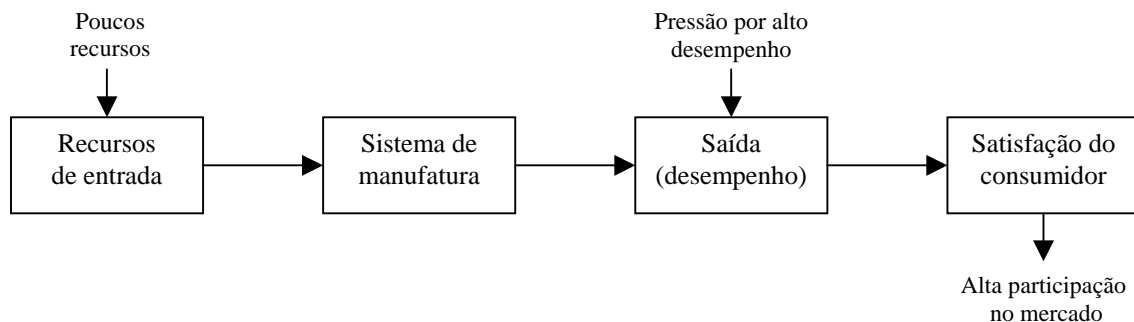 Poucos
recursos
Pressão por alto
desempenho
Recursos
de entrada
Sistema de
manufatura
Saída
(desempenho)
Satisfação do
consumidor
Alta participação
no mercado